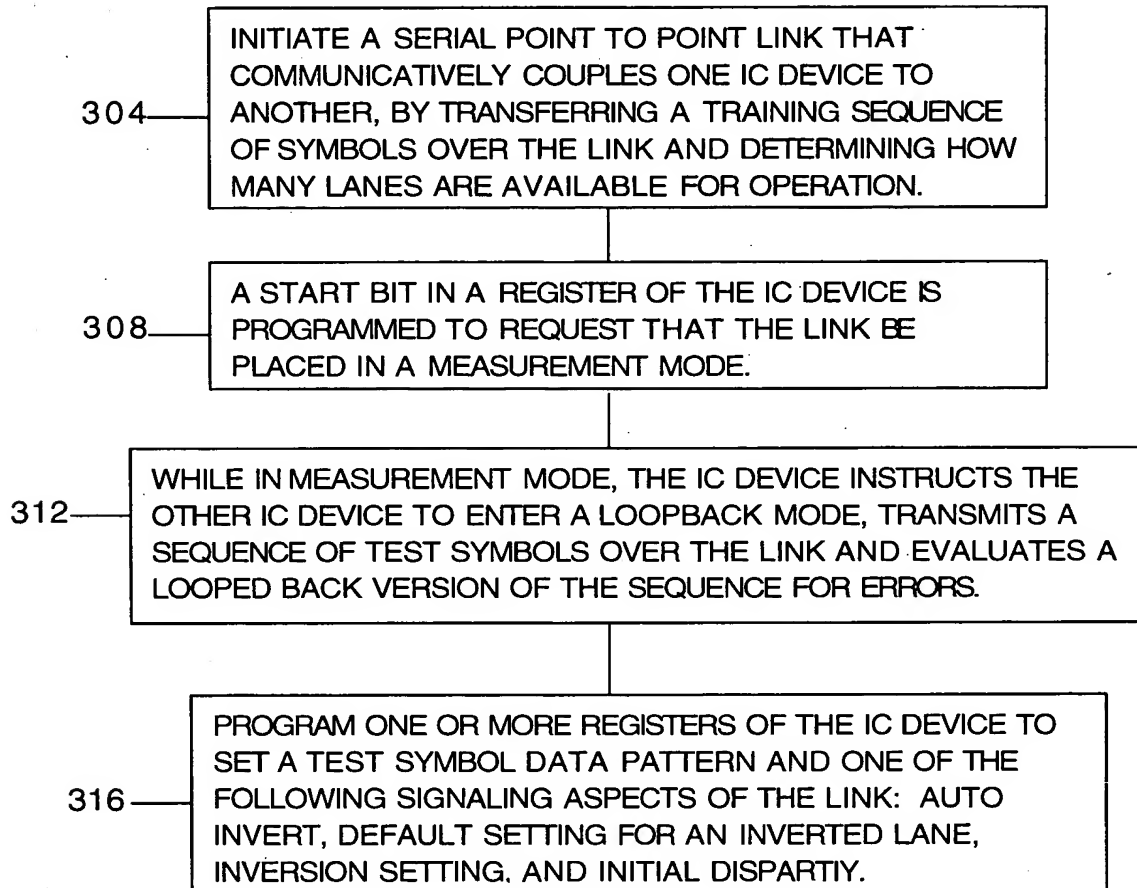 INITIATE A SERIAL POINT TO POINT LINK THAT
COMMUNICATIVELY COUPLES ONE IC DEVICE TO
304 ANOTHER, BY TRANSFERRING A TRAINING SEQUENCE
OF SYMBOLS OVER THE LINK AND DETERMINING HOW
MANY LANES ARE AVAILABLE FOR OPERATION.
A START BIT IN A REGISTER OF THE IC DEVICE IS
308 PROGRAMMED TO REQUEST THAT THE LINK BE
PLACED IN A MEASUREMENT MODE.
WHILE IN MEASUREMENT MODE, THE IC DEVICE INSTRUCTS THE
312 OTHER IC DEVICE TO ENTER A LOOPBACK MODE, TRANSMITS A
SEQUENCE OF TEST SYMBOLS OVER THE LINK AND EVALUATES A
LOOPED BACK VERSION OF THE SEQUENCE FOR ERRORS.
PROGRAM ONE OR MORE REGISTERS OF THE IC DEVICE TO
SET A TEST SYMBOL DATA PATTERN AND ONE OF THE
316 FOLLOWING SIGNALING ASPECTS OF THE LINK: AUTO
INVERT, DEFAULT SETTING FOR AN INVERTED LANE,
INVERSION SETTING, AND INITIAL DISPARTIY.